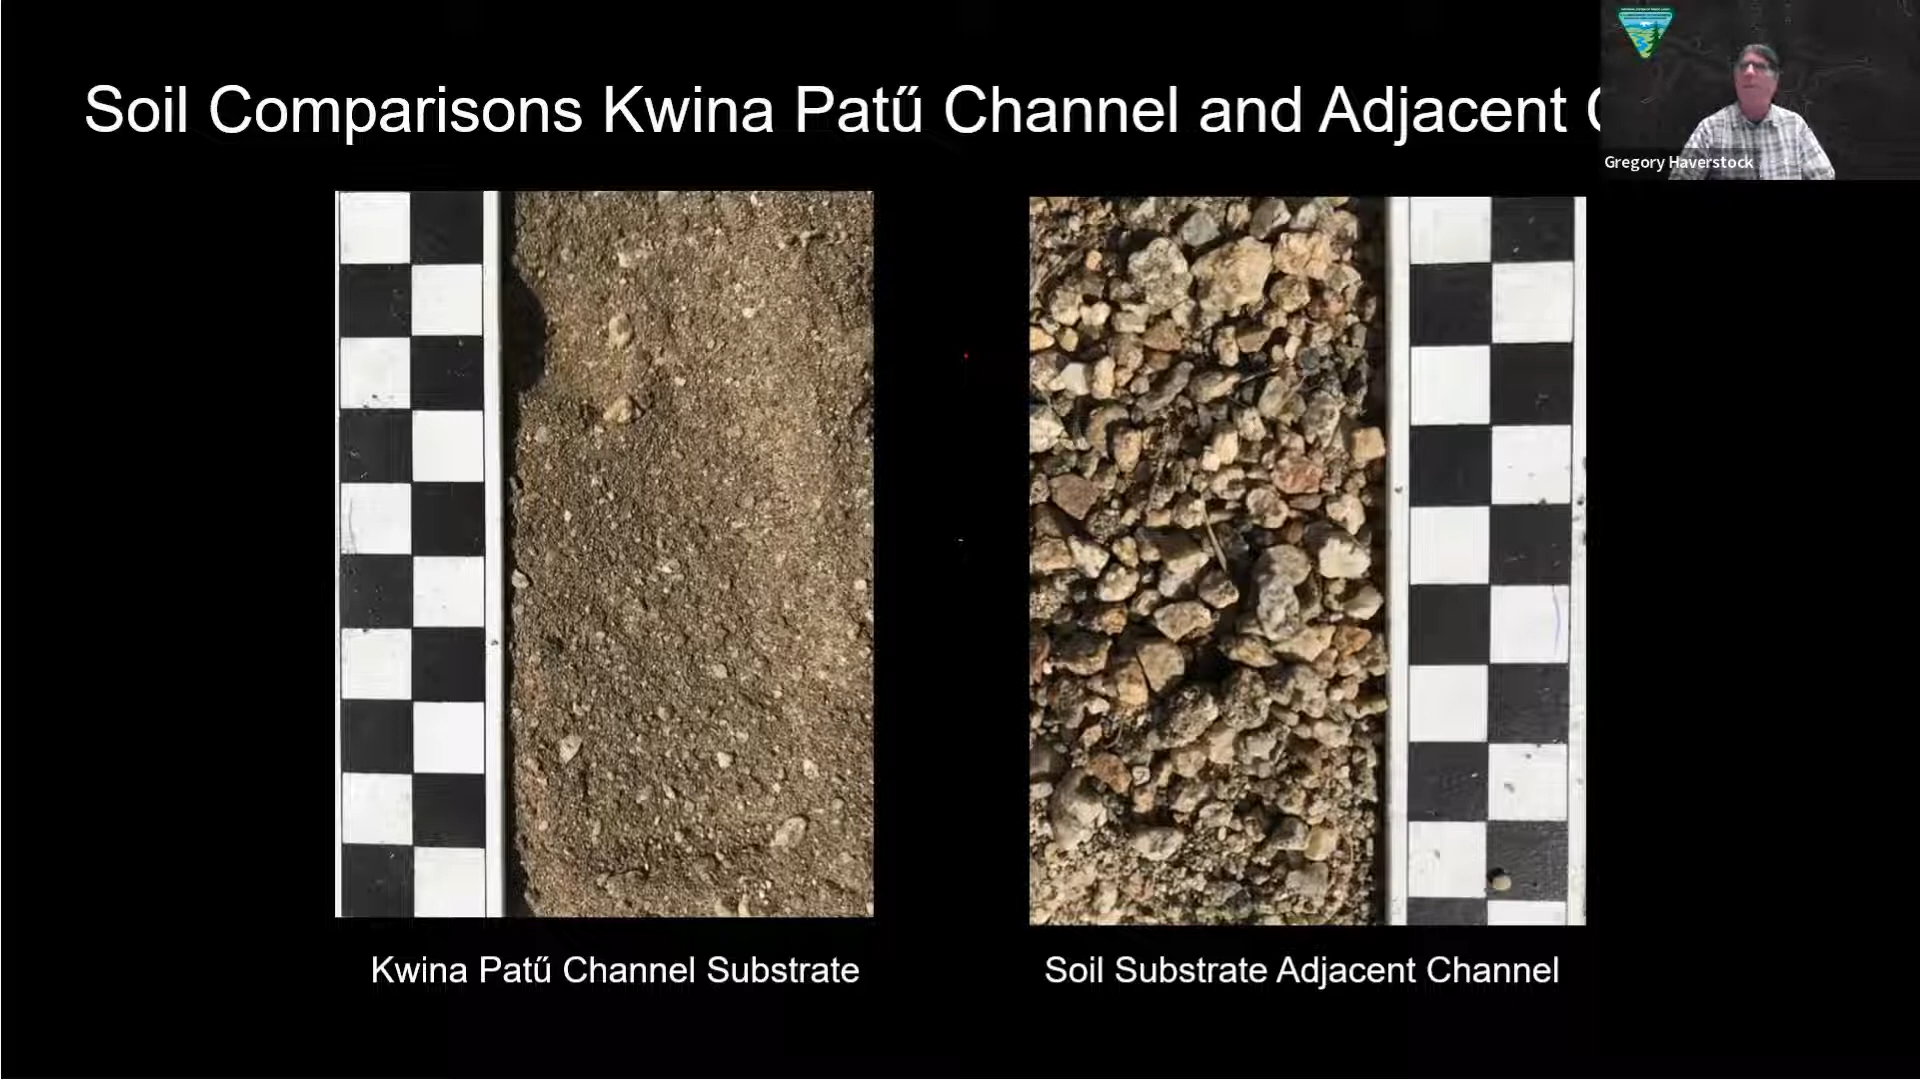 Soil Comparisons Kwina Patű Channel and Adjacent
Gregory Haverstock
Kwina Patű Channel Substrate
Soil Substrate Adjacent Channel